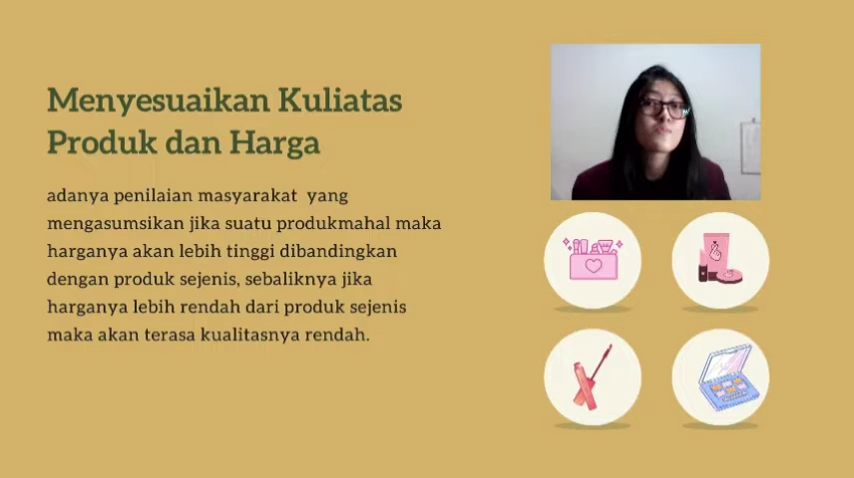 Menyesuaikan Kuliatas
Produk dan Harga
adanya penilaian masyarakat yang
mengasumsikan jika suatu produkmahal maka
harganya akan lebih tinggi dibandingkan
dengan produk sejenis, sebaliknya jika
harganya lebih rendah dari produk sejenis
maka akan terasa kualitasnya rendah.